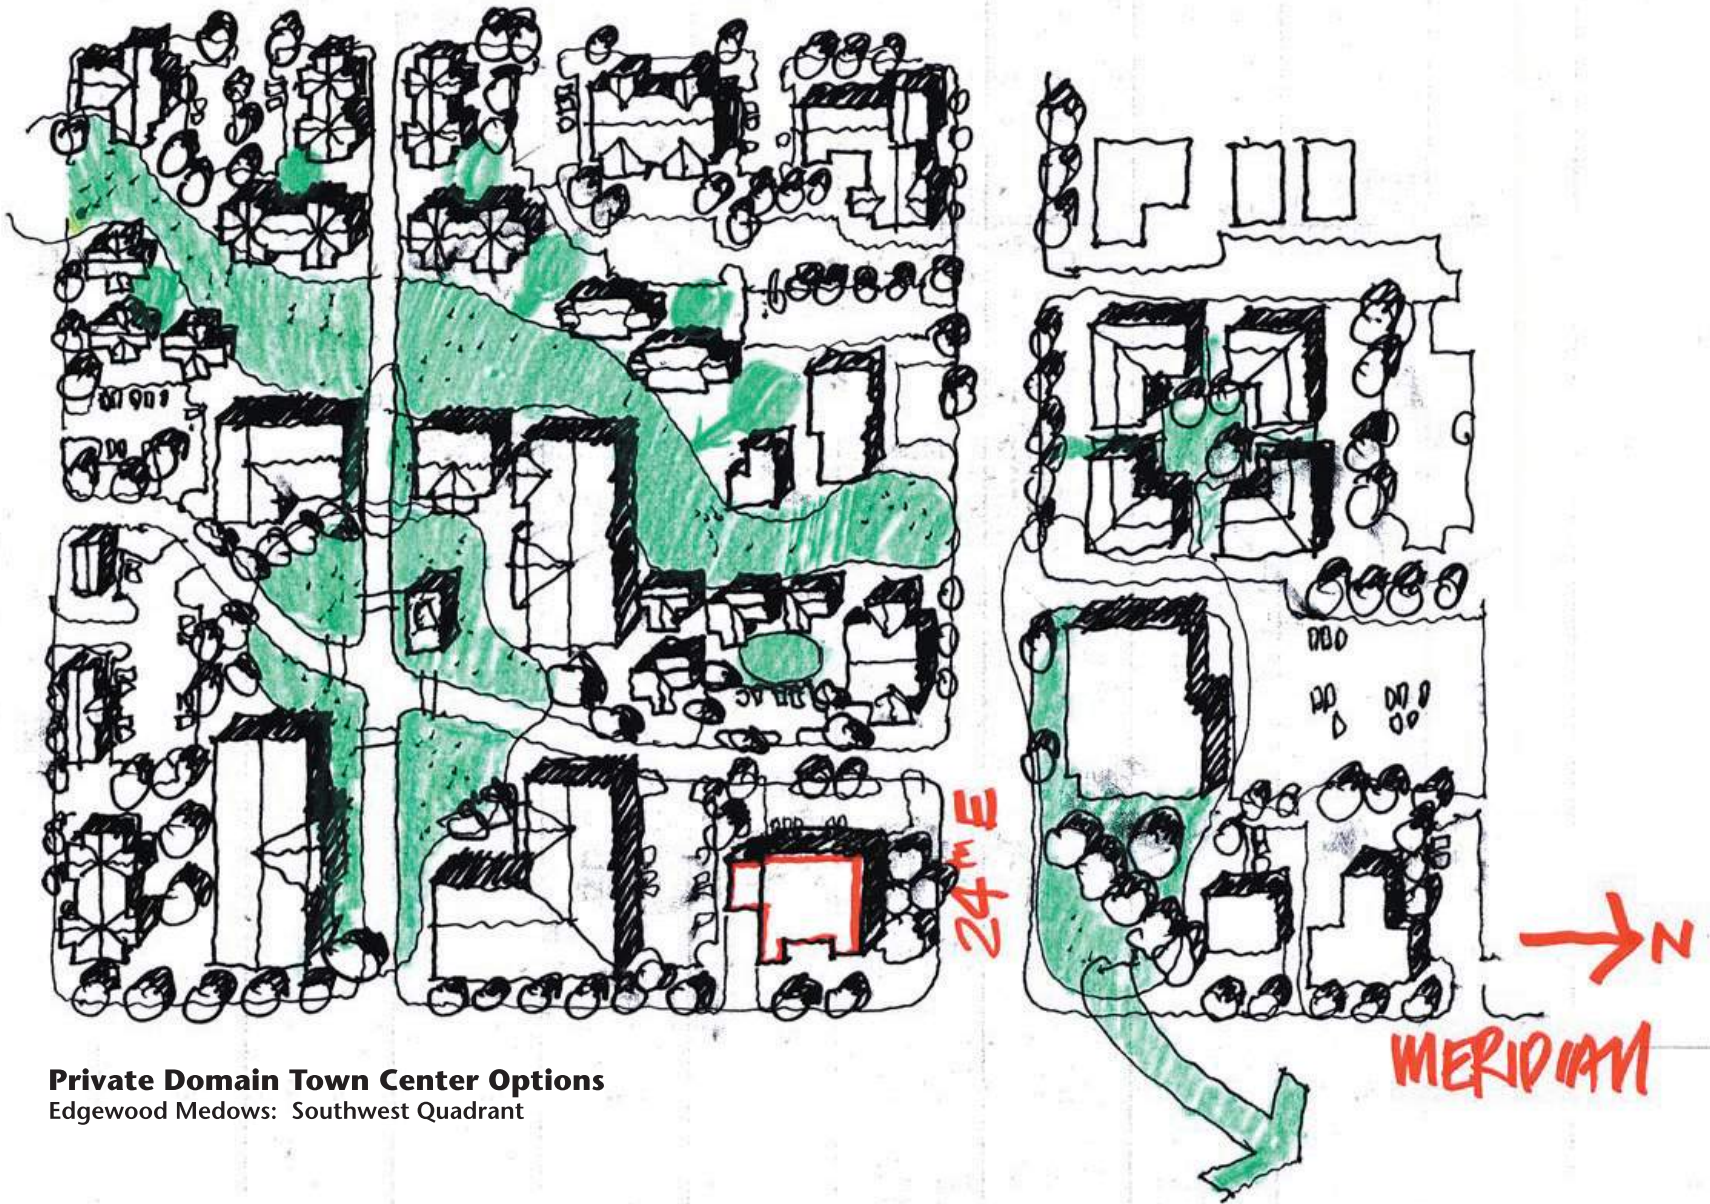 24th E
N
MERIDIAN
Private Domain Town Center Options
Edgewood Medows: Southwest Quadrant